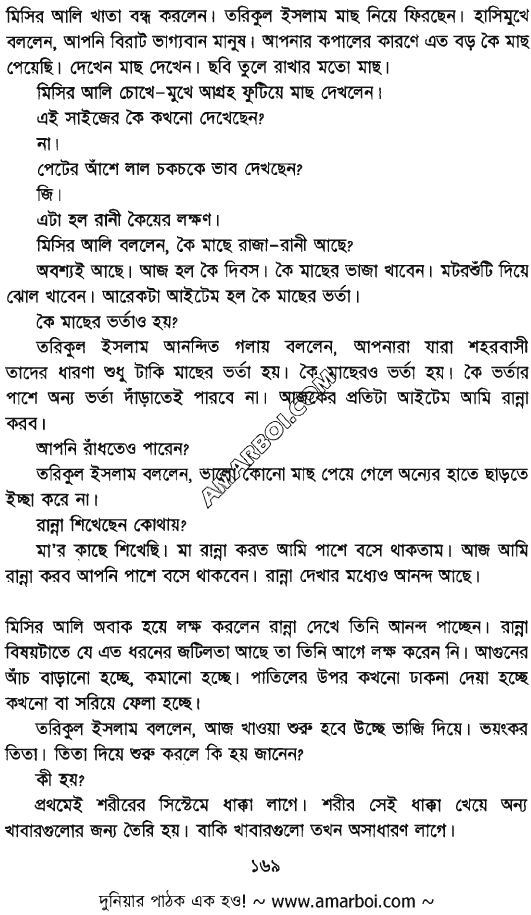 মিসির আলি খাতা বন্ধ করলেন। তরিকুল ইসলাম মাছ নিয়ে ফিরছেন। হাসিমুখে
বললেন, আপনি বিরাট ভাগ্যবান মানুষ। আপনার কপালের কারণে এত বড় কৈ মাছ
পেয়েছি। দেখেন মাছ দেখেন। ছবি তুলে রাখার মতো মাছ।
মিসির আলি চোখে-মুখে আগ্রহ ফুটিয়ে মাছ দেখলেন।
এই সাইজের কৈ কখনো দেখেছেন?
না।
পেটের আঁশে লাল চকচকে ভাব দেখছেন?
জি।
এটা হল রানী কৈয়ের লক্ষণ।
মিসির আলি বললেন, কৈ মাছে রাজা-রানী আছে?
অবশ্যই আছে। আজ হল কৈ দিবস। কৈ মাছের ভাজা খাবেন। মটরশুঁটি দিয়ে
ঝোল খাবেন। আরেকটা আইটেম হল কৈ মাছের ভর্তা।
কৈ মাছের ভর্তাও হয়?
তরিকুল ইসলাম আনন্দিত গলায় বললেন, আপনারা যারা শহরবাসী
তাদের ধারণা শুধু টাকি মাছের ভর্তা হয়। কৈ মাছেরও ভর্তা হয়। কৈ ভর্তার
পাশে অন্য ভর্তা দাঁড়াতেই পারবে না। আজকের প্রতিটা আইটেম আমি রান্না
করব।
আপনি রাঁধতেও পারেন?
তরিকুল ইসলাম বললেন, ভালো কোনো মাছ পেয়ে গেলে অন্যের হাতে ছাড়তে
ইচ্ছা করে না।
রান্না শিখেছেন কোথায়?
মা'র কাছে শিখেছি। মা রান্না করত আমি পাশে বসে থাকতাম। আজ আমি
রান্না করব আপনি পাশে বসে থাকবেন। রান্না দেখার মধ্যেও আনন্দ আছে।
মিসির আলি অবাক হয়ে লক্ষ করলেন রান্না দেখে তিনি আনন্দ পাচ্ছেন। রান্না
বিষয়টাতে যে এত ধরনের জটিলতা আছে তা তিনি আগে লক্ষ করেন নি। আগুনের
আঁচ বাড়ানো হচ্ছে, কমানো হচ্ছে। পাতিলের উপর কখনো ঢাকনা দেয়া হচ্ছে
কখনো বা সরিয়ে ফেলা হচ্ছে।
তরিকুল ইসলাম বললেন, আজ খাওয়া শুরু হবে উচ্ছে ভাজি দিয়ে। ভয়ংকর
তিতা। তিতা দিয়ে শুরু করলে কি হয় জানেন?
কী হয়?
প্রথমেই শরীরের সিস্টেমে ধাক্কা লাগে। শরীর সেই ধাক্কা খেয়ে অন্য
খাবারগুলোর জন্য তৈরি হয়। বাকি খাবারগুলো তখন অসাধারণ লাগে।
১৬৯
দুনিয়ার পাঠক এক হও! ~ www.amarboi.com ~
AMARBOI.COM